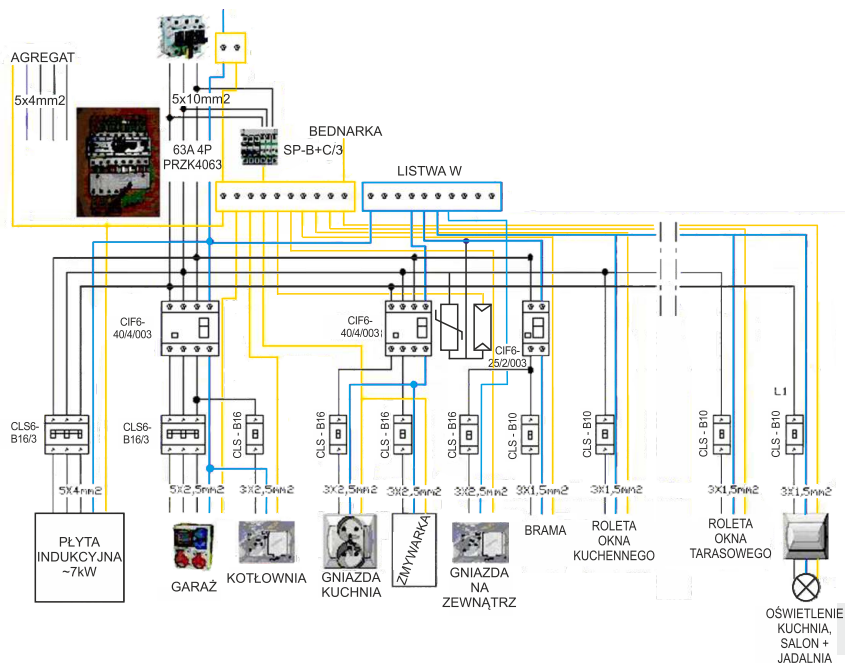 AGREGAT
5x4mm2
5x10mm2
63A 4P
PRZK4063
BEDNARKA
SP-B+C/3
LISTWA W
CIF6-
40/4/003
CIF6-
40/4/003
CIF6-
25/2/003
L1
CLS6-
B16/3
CLS6-
B16/3
CLS - B16
CLS - B16
CLS - B16
CLS - B16
CLS - B10
CLS - B10
CLS - B10
CLS - B10
5X4mm2
5X2,5mm2
3X2,5mm2
3X2,5mm2
3X2,5mm2
3X2,5mm2
3X1,5mm2
3X1,5mm2
3X1,5mm2
3X1,5mm2
PŁYTA
INDUKCYJNA
~7kW
GARAŻ
KOTŁOWNIA
GNIAZDA
KUCHNIA
ZMYWARKA
GNIAZDA
NA
ZEWNĄTRZ
BRAMA
ROLETA
OKNA
KUCHENNEGO
ROLETA
OKNA
TARASOWEGO
OŚWIETLENIE
KUCHNIA,
SALON +
JADALNIA